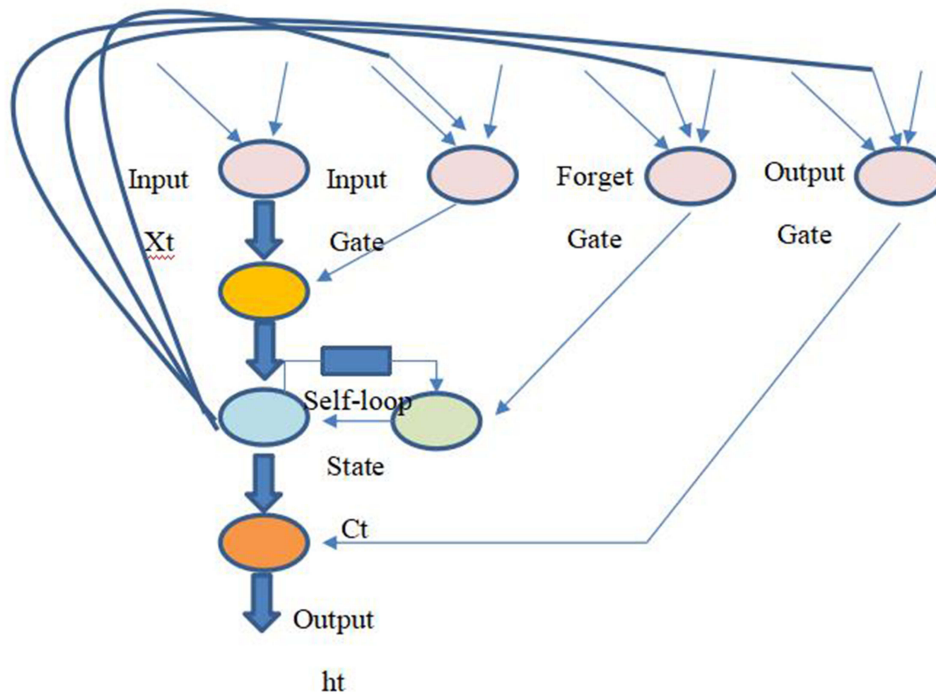 Input
Xt
Input
Gate
Forget
Gate
Output
Gate
Self-loop
State
Ct
Output
ht